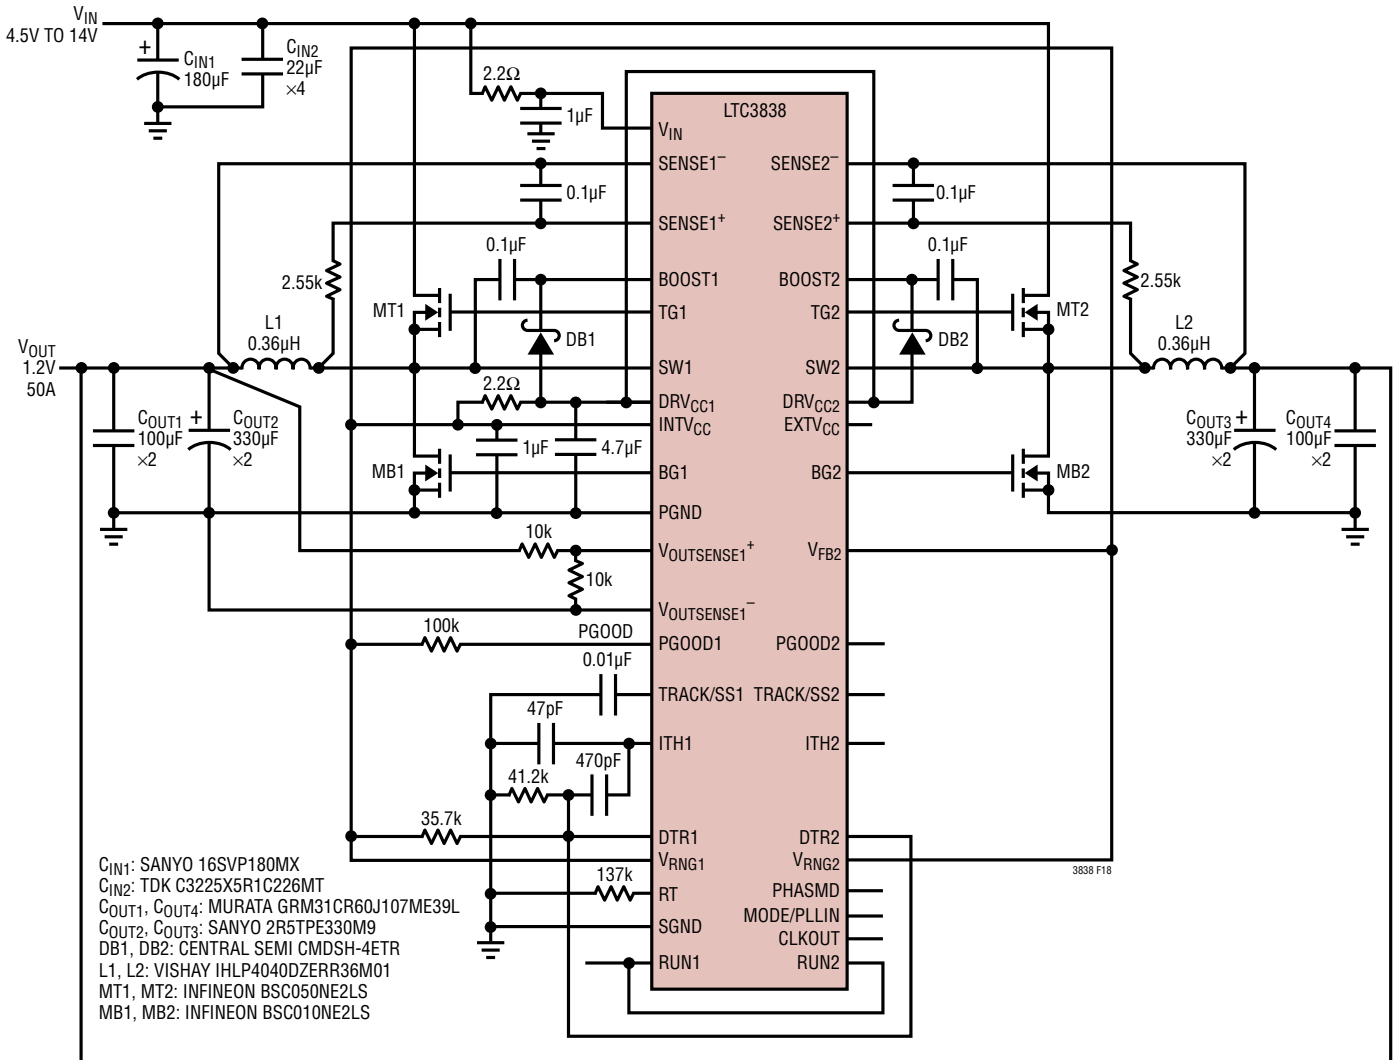 VIN
4.5V TO 14V
+
CIN1
180µF
CIN2
22µF
×4
2.2Ω
1µF
LTC3838
VIN
SENSE1–
SENSE2–
0.1µF
0.1µF
SENSE1+
SENSE2+
0.1µF
0.1µF
2.55k
BOOST1
BOOST2
2.55k
MT1
TG1
TG2
MT2
L1
0.36µH
DB1
DB2
L2
0.36µH
VOUT
1.2V
50A
SW1
SW2
2.2Ω
DRVCC1
DRVCC2
INTVCC
EXTVCC
COUT1
100µF
×2
+
COUT2
330µF
×2
1µF
4.7µF
COUT3
330µF
×2
+
COUT4
100µF
×2
MB1
BG1
BG2
MB2
PGND
10k
VOUTSENSE1+
VFB2
10k
VOUTSENSE1–
100k
PGOOD
PGOOD1
PGOOD2
0.01µF
TRACK/SS1
TRACK/SS2
47pF
ITH1
ITH2
470pF
41.2k
35.7k
DTR1
DTR2
VRNG1
VRNG2
3838 F18
137k
RT
PHASMD
MODE/PLLIN
SGND
CLKOUT
RUN1
RUN2
CIN1: SANYO 16SVP180MX
CIN2: TDK C3225X5R1C226MT
COUT1, COUT4: MURATA GRM31CR60J107ME39L
COUT2, COUT3: SANYO 2R5TPE330M9
DB1, DB2: CENTRAL SEMI CMDSH-4ETR
L1, L2: VISHAY IHLP4040DZERR36M01
MT1, MT2: INFINEON BSC050NE2LS
MB1, MB2: INFINEON BSC010NE2LS